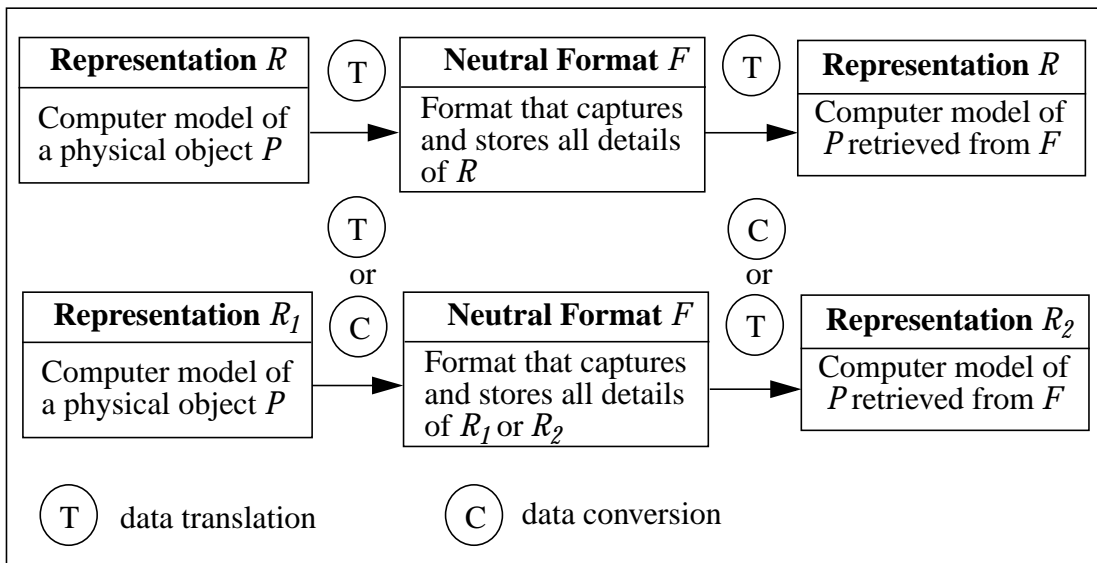 Representation R
Computer model of
a physical object P
T
Neutral Format F
Format that captures
and stores all details
of R
T
Representation R
Computer model of
P retrieved from F
Representation R1
Computer model of
a physical object P
T
or
C
Neutral Format F
Format that captures
and stores all details
of R1 or R2
C
or
T
Representation R2
Computer model of
P retrieved from F
T data translation
C data conversion